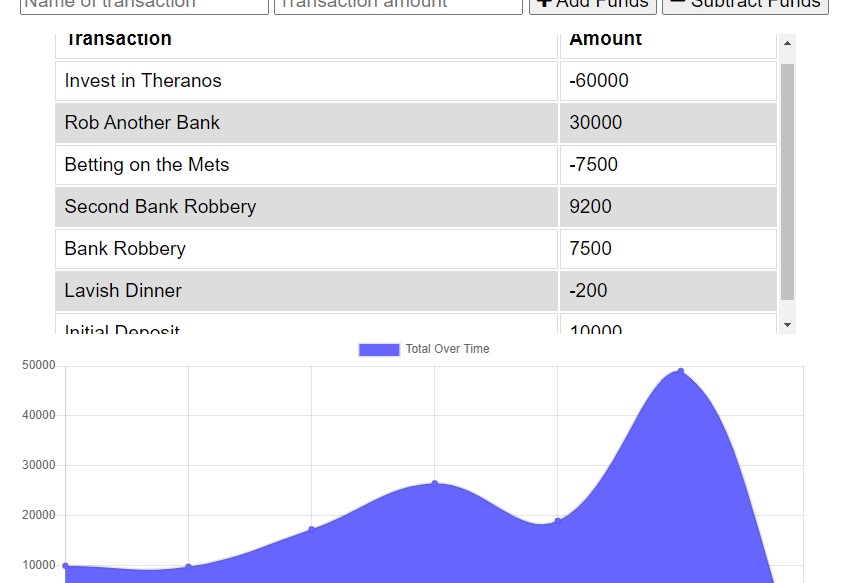 Name of transaction Transaction amount + Add Funds − Subtract Funds
Transaction Amount
Invest in Theranos -60000
Rob Another Bank 30000
Betting on the Mets -7500
Second Bank Robbery 9200
Bank Robbery 7500
Lavish Dinner -200
Initial Deposit 10000
Total Over Time
50000
40000
30000
20000
10000